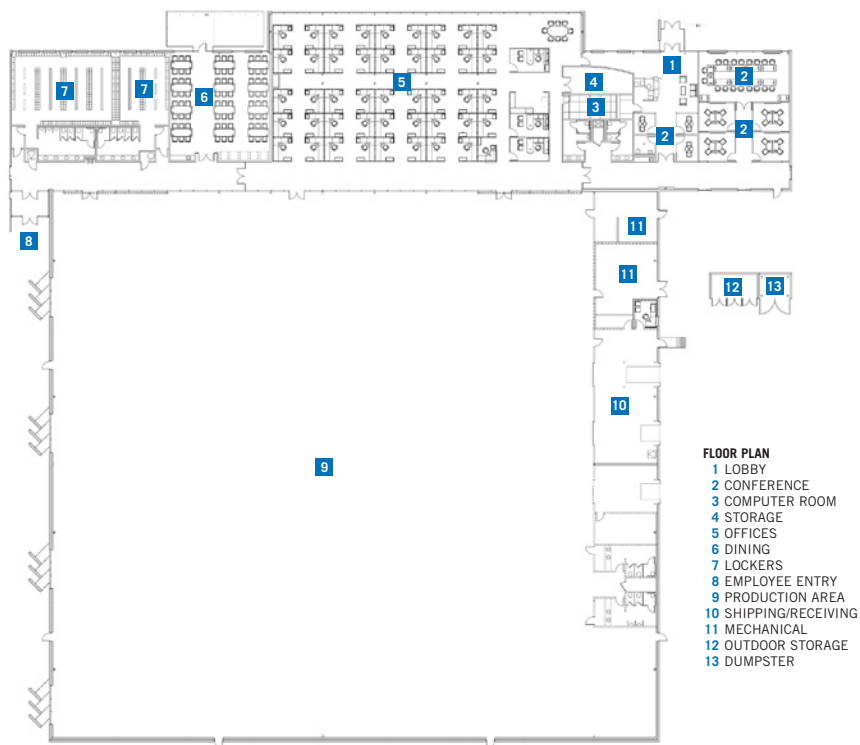 1
7
7
6
5
4
2
3
2
2
8
11
11
12
13
10
9
FLOOR PLAN
1 LOBBY
2 CONFERENCE
3 COMPUTER ROOM
4 STORAGE
5 OFFICES
6 DINING
7 LOCKERS
8 EMPLOYEE ENTRY
9 PRODUCTION AREA
10 SHIPPING/RECEIVING
11 MECHANICAL
12 OUTDOOR STORAGE
13 DUMPSTER